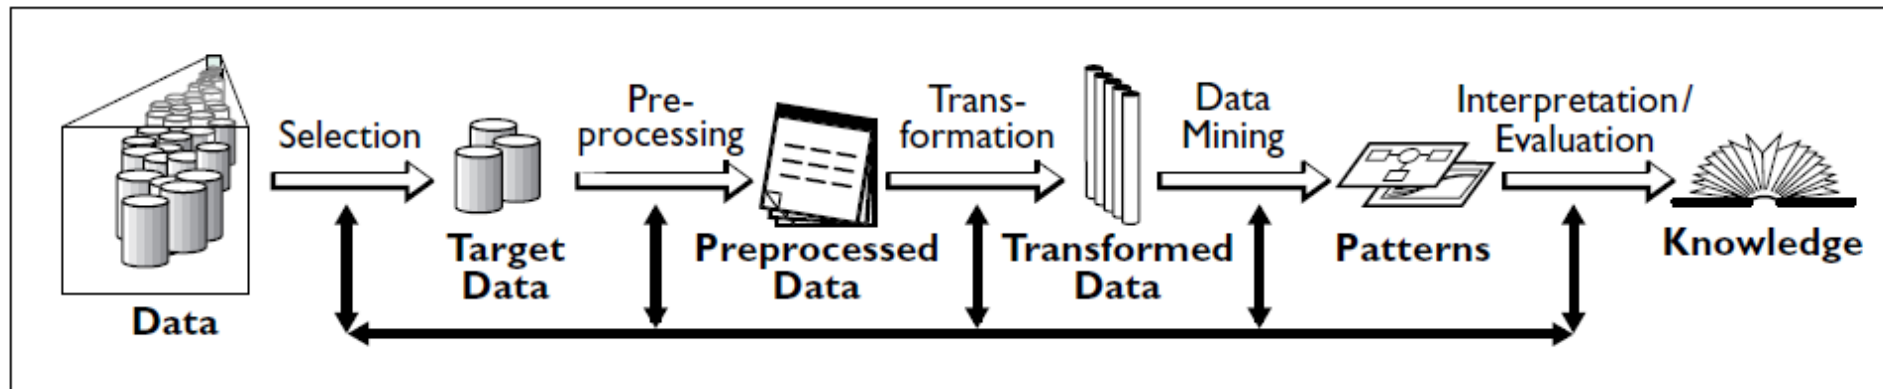 Selection
Pre-
processing
Trans-
formation
Data
Mining
Interpretation/
Evaluation
Data
Target
Data
Preprocessed
Data
Transformed
Data
Patterns
Knowledge